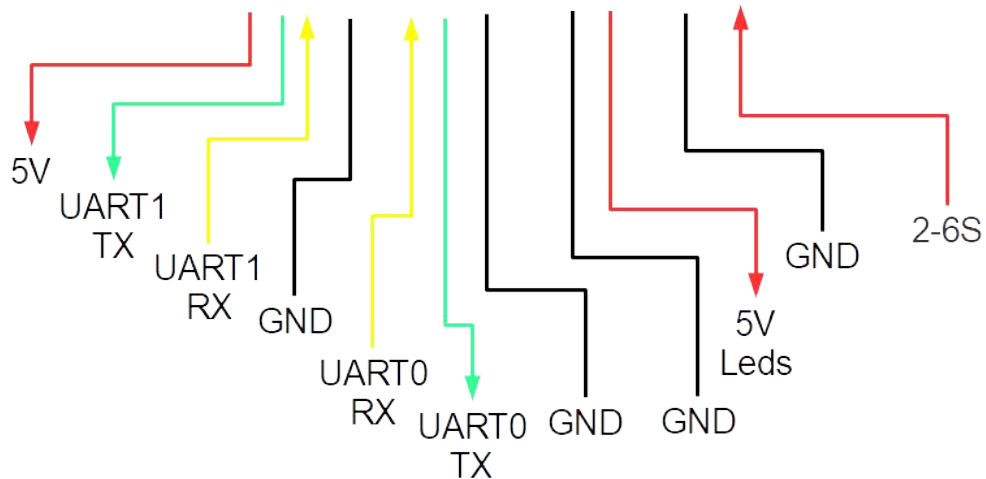 5V
UART1
TX
UART1
RX
GND
UART0
RX
UART0
TX
GND
GND
5V
Leds
GND
2-6S